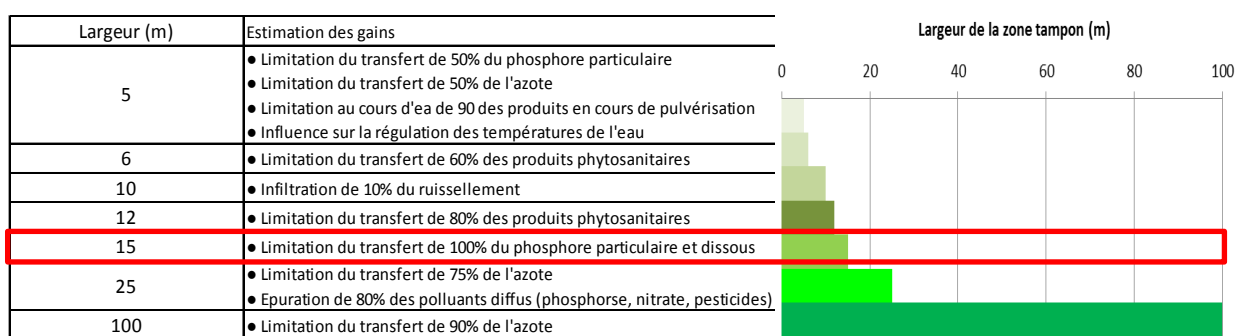 Largeur (m) Estimation des gains
5
● Limitation du transfert de 50% du phosphore particulaire
● Limitation du transfert de 50% de l'azote
● Limitation au cours d'ea de 90 des produits en cours de pulvérisation
● Influence sur la régulation des températures de l'eau
6 ● Limitation du transfert de 60% des produits phytosanitaires
10 ● Infiltration de 10% du ruissellement
12 ● Limitation du transfert de 80% des produits phytosanitaires
15 ● Limitation du transfert de 100% du phosphore particulaire et dissous
25
● Limitation du transfert de 75% de l'azote
● Epuration de 80% des polluants diffus (phosphorse, nitrate, pesticides)
100 ● Limitation du transfert de 90% de l'azote
Largeur de la zone tampon (m)
0 20 40 60 80 100